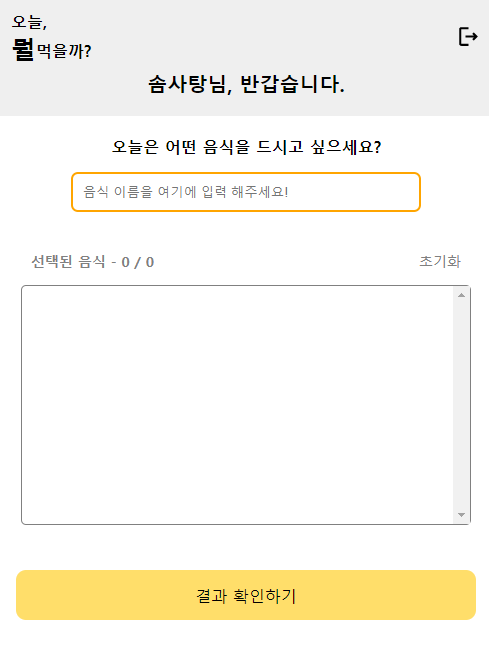 오늘,
뭘먹을까?
솜사탕님, 반갑습니다.
오늘은 어떤 음식을 드시고 싶으세요?
음식 이름을 여기에 입력 해주세요!
선택된 음식 - 0 / 0 초기화
결과 확인하기